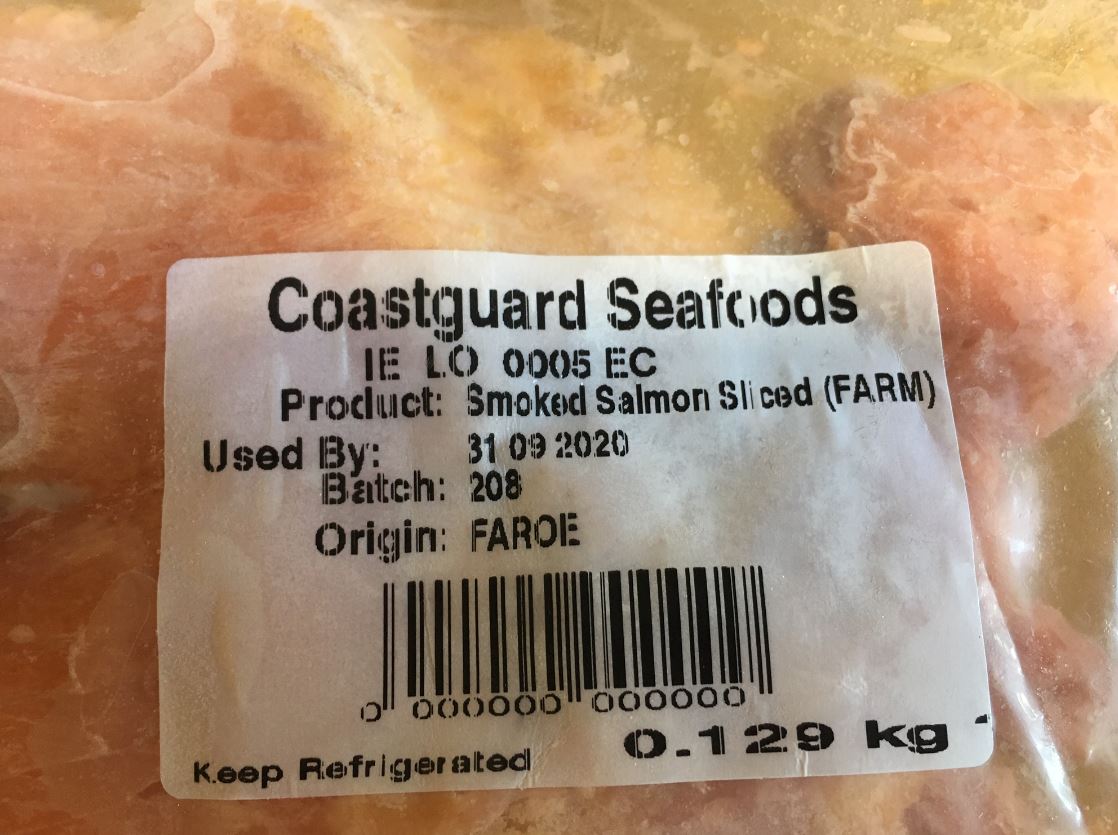 Coastguard Seafoods
IE LO 0005 EC
Product: Smoked Salmon Sliced (FARM)
Used By: 31 09 2020
Batch: 208
Origin: FAROE
0 000000 000000
0.129 kg
Keep Refrigerated